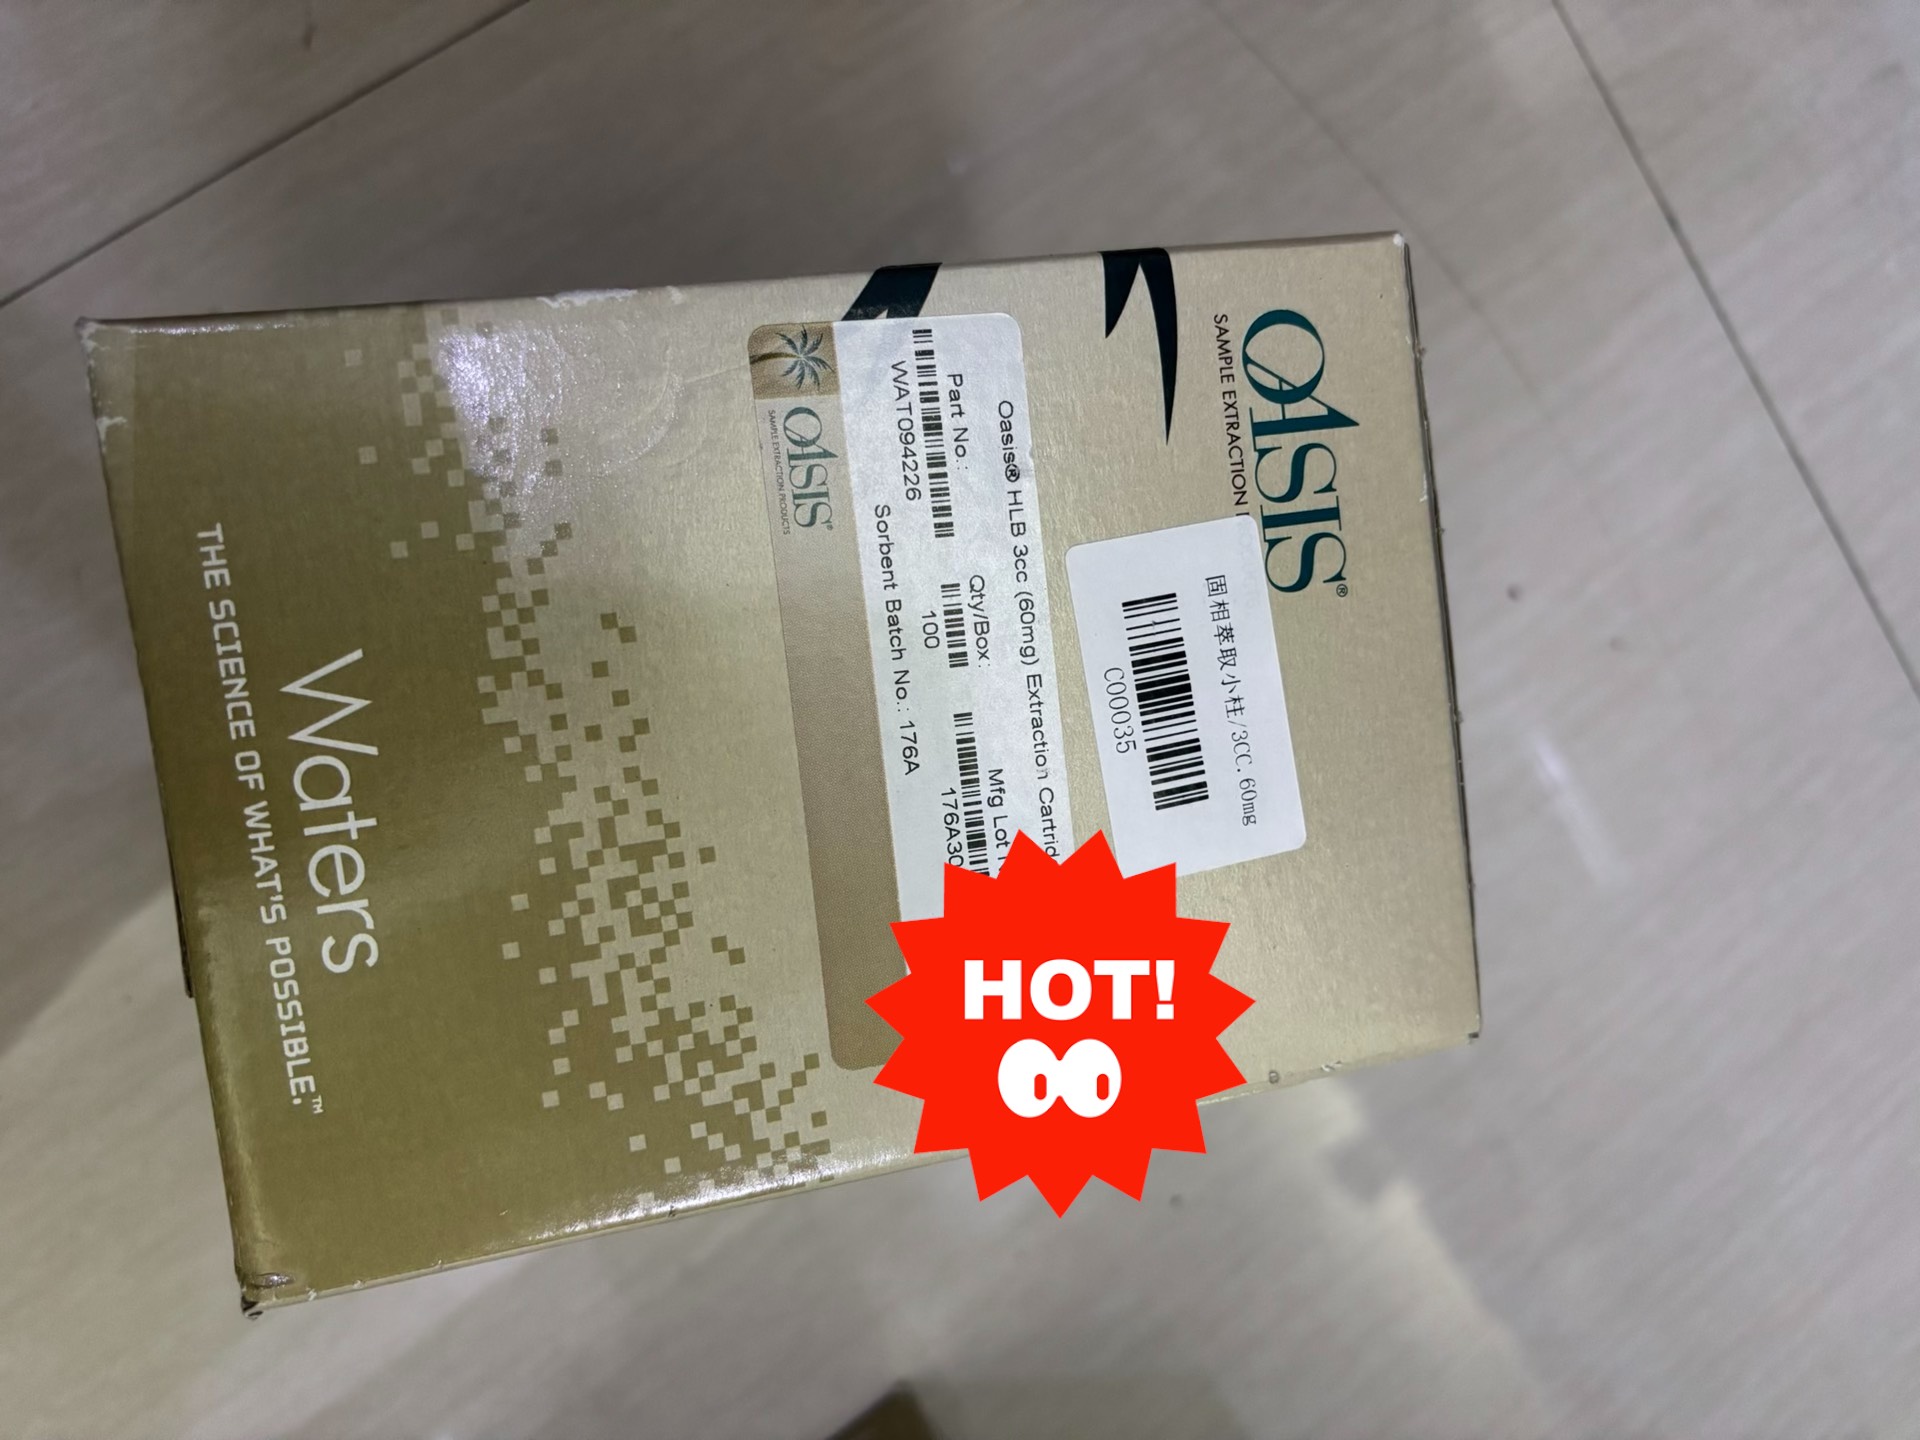 OASIS®
SAMPLE EXTRACTION
固相萃取小柱/3CC.60mg
C00035
Oasis® HLB 3cc (60mg) Extraction
Part No.:
WAT094226
Qty/Box:
100
Mfg Lot
176A30
Sorbent Batch No.: 176A
OASIS®
SAMPLE EXTRACTION PRODUCTS
Waters
THE SCIENCE OF WHAT'S POSSIBLE.™
HOT!